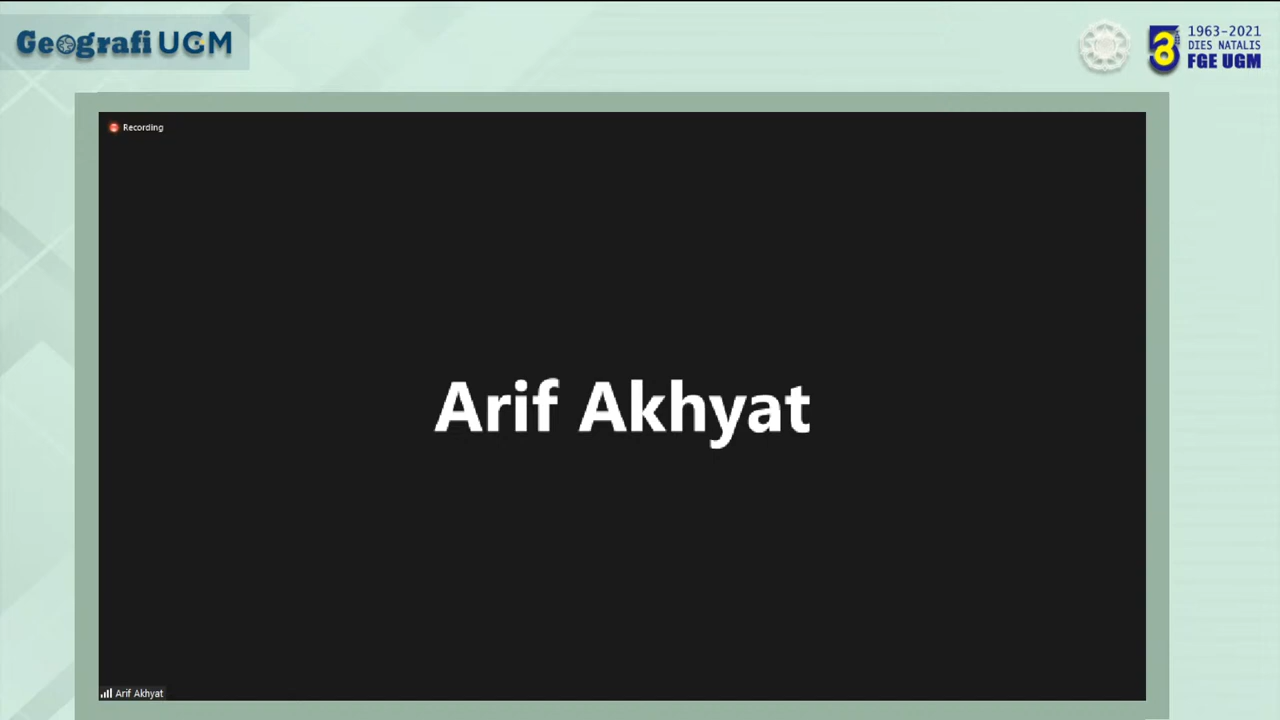 Geografi UGM
1963-2021
DIES NATALIS
FGE UGM
Recording
Arif Akhyat
Arif Akhyat